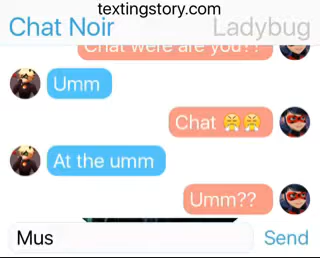 textingstory.com
Chat Noir Ladybug
Chat were are you??
Umm
Chat 😤😤
At the umm
Umm??
Mus Send